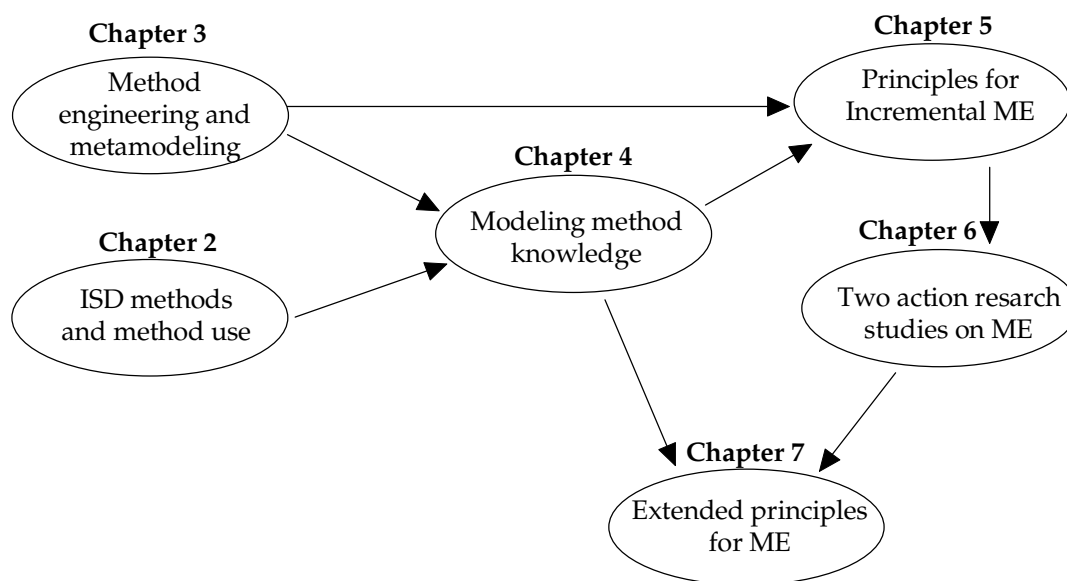 Chapter 3
Method
engineering and
metamodeling
Chapter 5
Principles for
Incremental ME
Chapter 4
Modeling method
knowledge
Chapter 2
ISD methods
and method use
Chapter 6
Two action resarch
studies on ME
Chapter 7
Extended principles
for ME